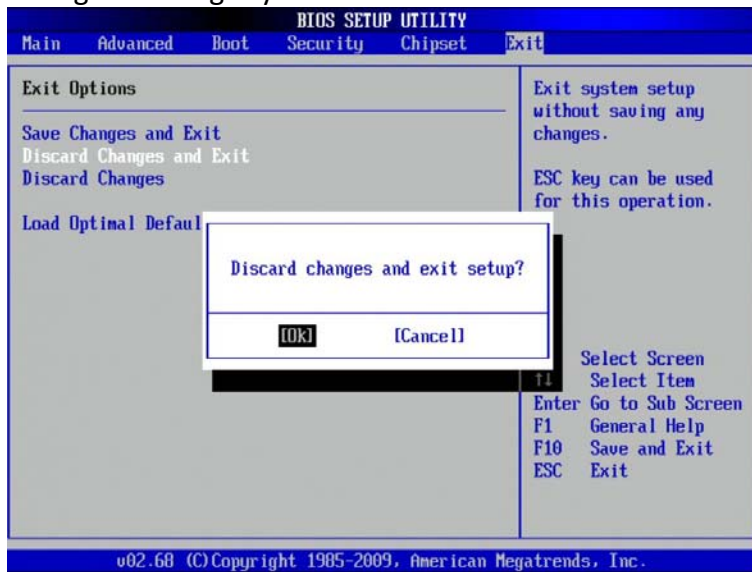 BIOS SETUP UTILITY
Main Advanced Boot Security Chipset Exit
Exit Options
Save Changes and Exit
Discard Changes and Exit
Discard Changes
Load Optimal Defaul
Discard changes and exit setup?
[Ok] [Cancel]
Exit system setup
without saving any
changes.
ESC key can be used
for this operation.
Select Screen
↑↓ Select Item
Enter Go to Sub Screen
F1 General Help
F10 Save and Exit
ESC Exit
v02.68 (C)Copyright 1985-2009, American Megatrends, Inc.